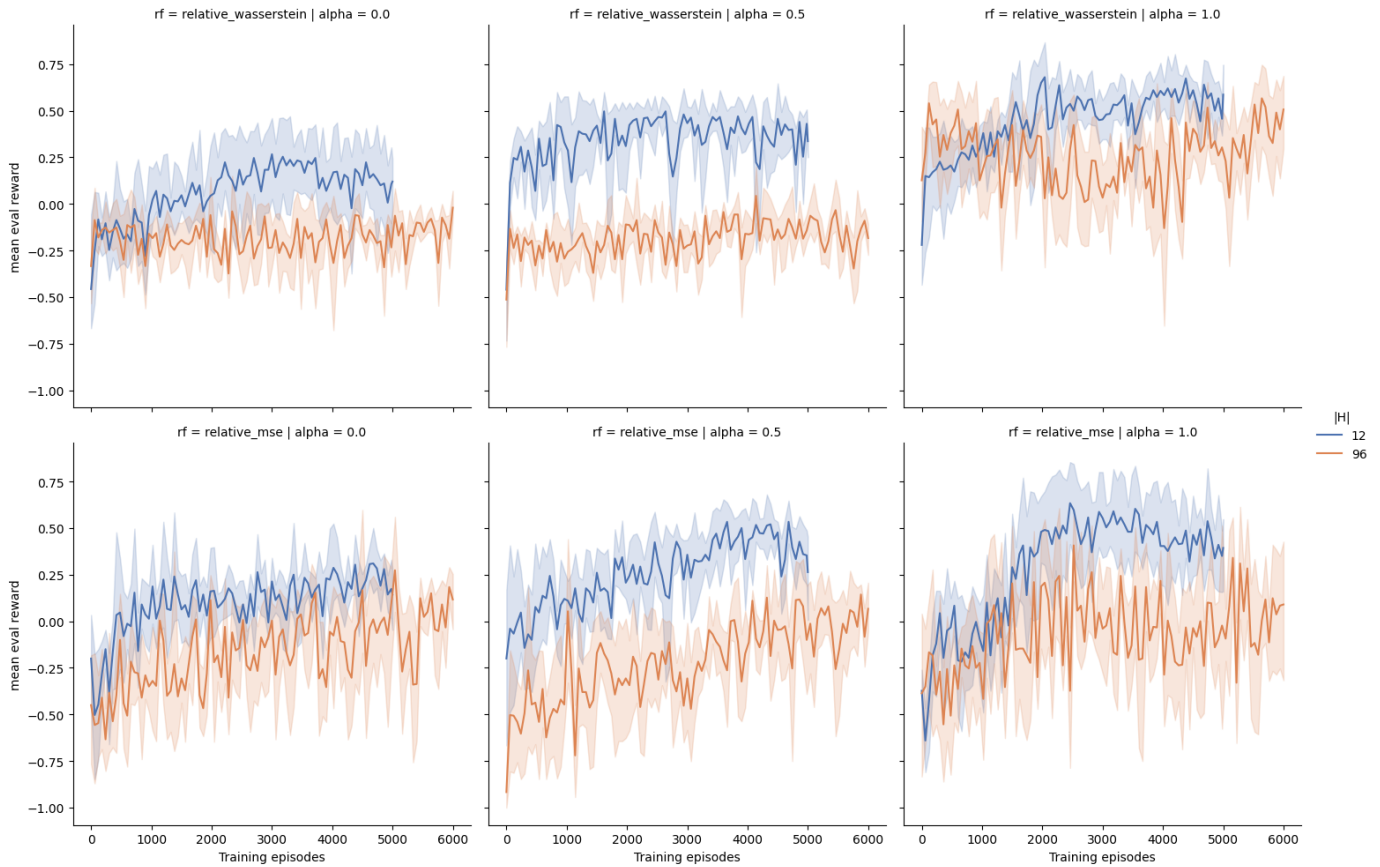 rf = relative_wasserstein | alpha = 0.0
rf = relative_wasserstein | alpha = 0.5
rf = relative_wasserstein | alpha = 1.0
mean eval reward
0.75
0.50
0.25
0.00
−0.25
−0.50
−0.75
−1.00
rf = relative_mse | alpha = 0.0
rf = relative_mse | alpha = 0.5
rf = relative_mse | alpha = 1.0
|H|
12
96
mean eval reward
0.75
0.50
0.25
0.00
−0.25
−0.50
−0.75
−1.00
0 1000 2000 3000 4000 5000 6000
0 1000 2000 3000 4000 5000 6000
0 1000 2000 3000 4000 5000 6000
Training episodes
Training episodes
Training episodes